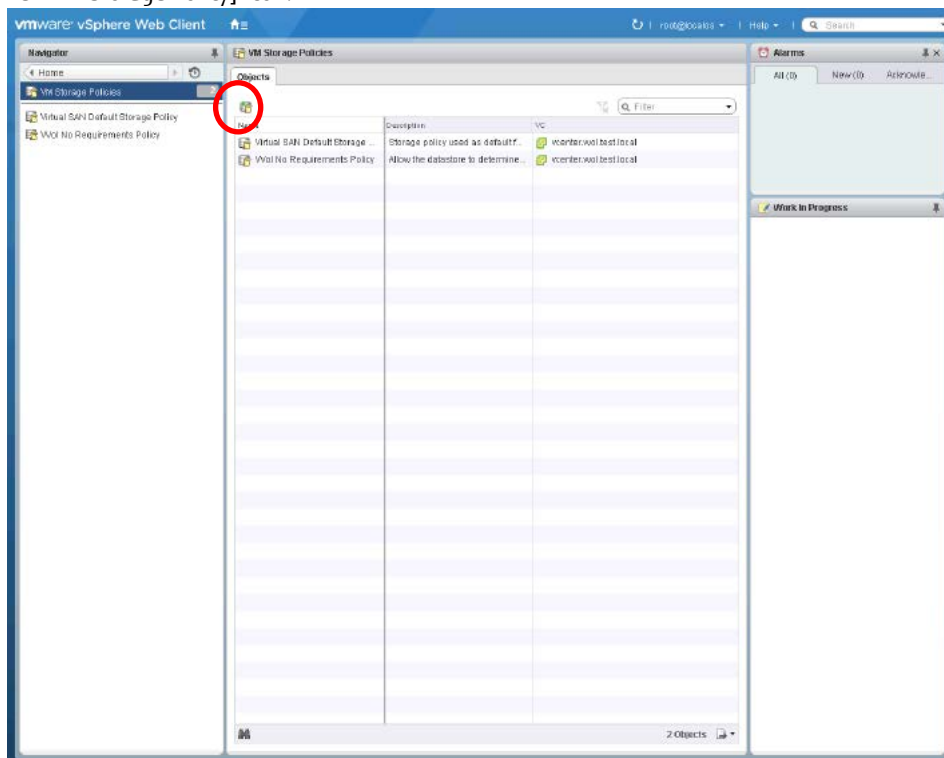 vmware® vSphere Web Client
root@localos
Help
Search
Navigator
Home
VM Storage Policies
Virtual SAN Default Storage Policy
VVol No Requirements Policy
VM Storage Policies
Objects
Filter
Name Description VC
Virtual SAN Default Storage ... Storage policy used as default f... vcenter.vvol.test.local
VVol No Requirements Policy Allow the datastore to determine... vcenter.vvol.test.local
2 Objects
Alarms
All (0) New (0) Acknowle...
Work In Progress